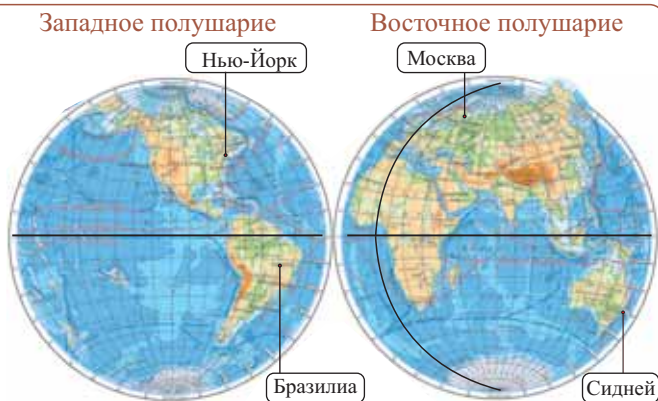 Западное полушарие
Восточное полушарие
Нью-Йорк
Москва
Бразилиа
Сидней